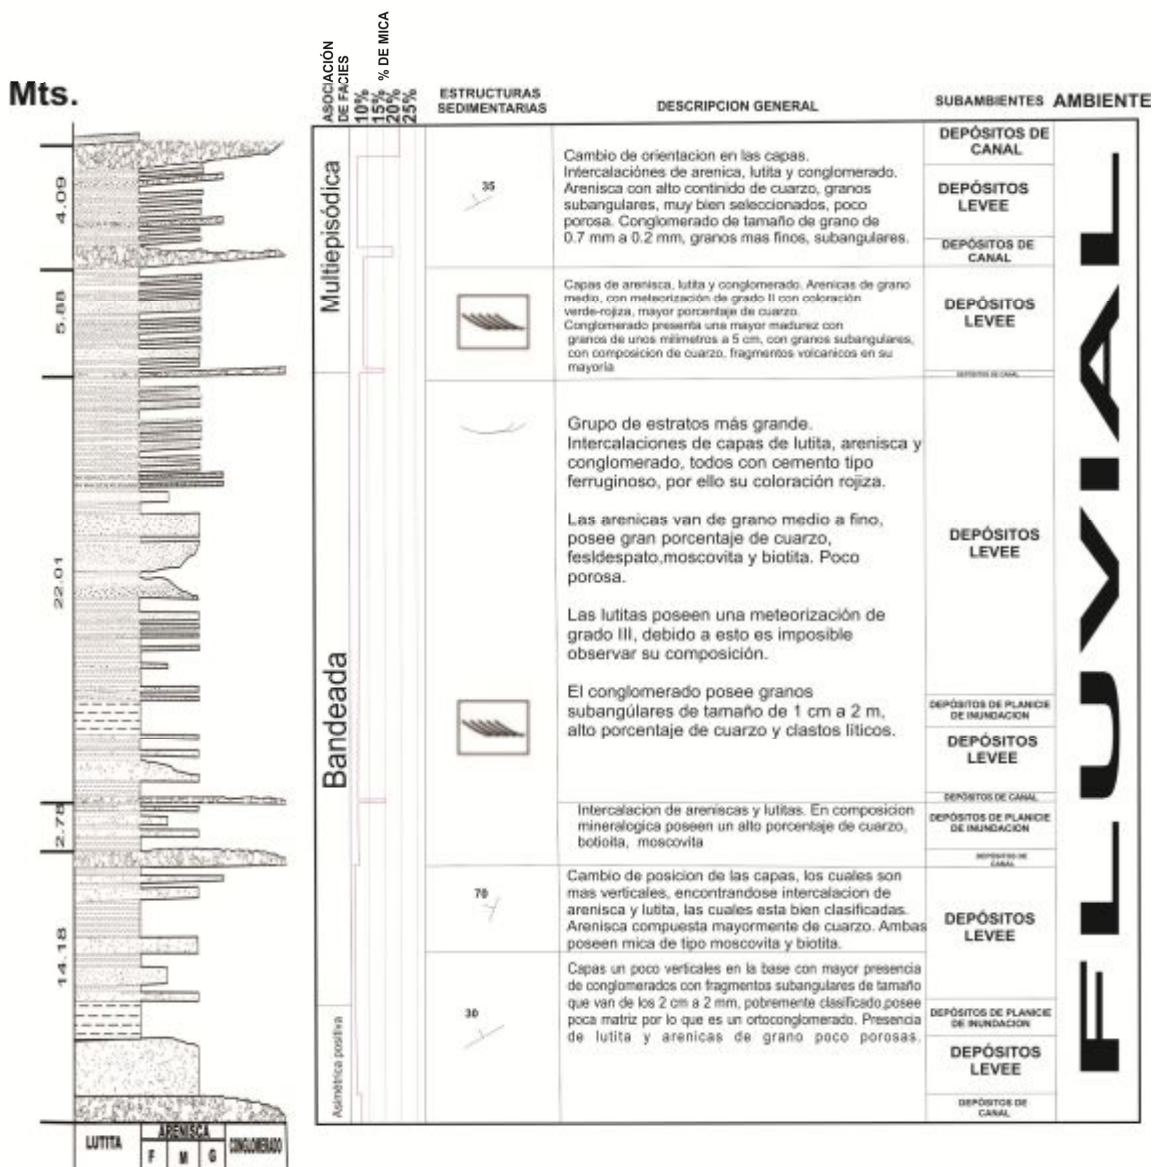 Mts.
ASOCIACIÓN
DE FACIES
10%
15%
20%
25%
% DE MICA
ESTRUCTURAS
SEDIMENTARIAS
DESCRIPCION GENERAL
SUBAMBIENTES
AMBIENTE
4.09
5.88
22.01
2.78
14.18
Multiepisódica
Bandeada
Asimétrica positiva
35
70
30
Cambio de orientacion en las capas.
Intercalaciónes de arenica, lutita y conglomerado.
Arenisca con alto continido de cuarzo, granos
subangulares, muy bien seleccionados, poco
porosa. Conglomerado de tamaño de grano de
0.7 mm a 0.2 mm, granos mas finos, subangulares.
Capas de arenisca, lutita y conglomerado. Arenicas de grano
medio, con meteorización de grado II con coloración
verde-rojiza, mayor porcentaje de cuarzo.
Conglomerado presenta una mayor madurez con
granos de unos milimetros a 5 cm, con granos subangulares,
con composicion de cuarzo, fragmentos volcanicos en su
mayoría
Grupo de estratos más grande.
Intercalaciones de capas de lutita, arenisca y
conglomerado, todos con cemento tipo
ferruginoso, por ello su coloración rojiza.
Las arenicas van de grano medio a fino,
posee gran porcentaje de cuarzo,
fesldespato,moscovita y biotita. Poco
porosa.
Las lutitas poseen una meteorización de
grado III, debido a esto es imposible
observar su composición.
El conglomerado posee granos
subangúlares de tamaño de 1 cm a 2 m,
alto porcentaje de cuarzo y clastos líticos.
Intercalacion de areniscas y lutitas. En composicion
mineralogica poseen un alto porcentaje de cuarzo,
botioita, moscovita
Cambio de posicion de las capas, los cuales son
mas verticales, encontrandose intercalacion de
arenisca y lutita, las cuales esta bien clasificadas.
Arenisca compuesta mayormente de cuarzo. Ambas
poseen mica de tipo moscovita y biotita.
Capas un poco verticales en la base con mayor presencia
de conglomerados con fragmentos subangulares de tamaño
que van de los 2 cm a 2 mm, pobremente clasificado,posee
poca matriz por lo que es un ortoconglomerado. Presencia
de lutita y arenicas de grano poco porosas.
DEPÓSITOS DE
CANAL
DEPÓSITOS
LEVEE
DEPÓSITOS DE
CANAL
DEPÓSITOS
LEVEE
DEPÓSITOS DE CANAL
DEPÓSITOS
LEVEE
DEPÓSITOS DE PLANICIE
DE INUNDACION
DEPÓSITOS
LEVEE
DEPÓSITOS DE CANAL
DEPÓSITOS DE PLANICIE
DE INUNDACION
DEPÓSITOS DE
CANAL
DEPÓSITOS
LEVEE
DEPÓSITOS DE PLANICIE
DE INUNDACION
DEPÓSITOS
LEVEE
DEPÓSITOS DE
CANAL
FLUVIAL
LUTITA
ARENISCA
F
M
G
CONGLOMERADO